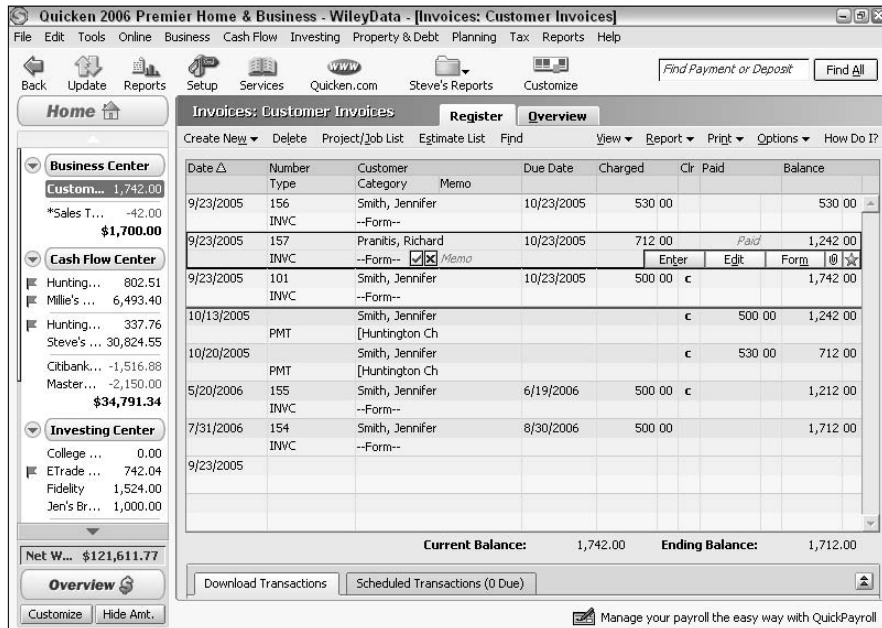 Quicken 2006 Premier Home & Business - WileyData - [Invoices: Customer Invoices]
File Edit Tools Online Business Cash Flow Investing Property & Debt Planning Tax Reports Help
Back Update Reports Setup Services Quicken.com Steve's Reports Customize Find Payment or Deposit Find All
www
Home
Business Center
Custom... 1,742.00
*Sales T... -42.00
$1,700.00
Cash Flow Center
Hunting... 802.51
Millie's ... 6,493.40
Hunting... 337.76
Steve's ... 30,824.55
Citibank... -1,516.88
Master... -2,150.00
$34,791.34
Investing Center
College ... 0.00
ETrade ... 742.04
Fidelity 1,524.00
Jen's Br... 1,000.00
Net W... $121,611.77
Overview
Customize Hide Amt.
Invoices: Customer Invoices Register Overview
Create New Delete Project/Job List Estimate List Find View Report Print Options How Do I?
Date Number Customer Due Date Charged Clr Paid Balance
Type Category Memo
9/23/2005 156 Smith, Jennifer 10/23/2005 530 00 530 00
INVC --Form--
9/23/2005 157 Pranitis, Richard 10/23/2005 712 00 Paid 1,242 00
INVC --Form-- Memo Enter Edit Form
9/23/2005 101 Smith, Jennifer 10/23/2005 500 00 c 1,742 00
INVC --Form--
10/13/2005 Smith, Jennifer c 500 00 1,242 00
PMT [Huntington Ch
10/20/2005 Smith, Jennifer c 530 00 712 00
PMT [Huntington Ch
5/20/2006 155 Smith, Jennifer 6/19/2006 500 00 c 1,212 00
INVC --Form--
7/31/2006 154 Smith, Jennifer 8/30/2006 500 00 1,712 00
INVC --Form--
9/23/2005
Current Balance: 1,742.00 Ending Balance: 1,712.00
Download Transactions Scheduled Transactions (0 Due)
Manage your payroll the easy way with QuickPayroll